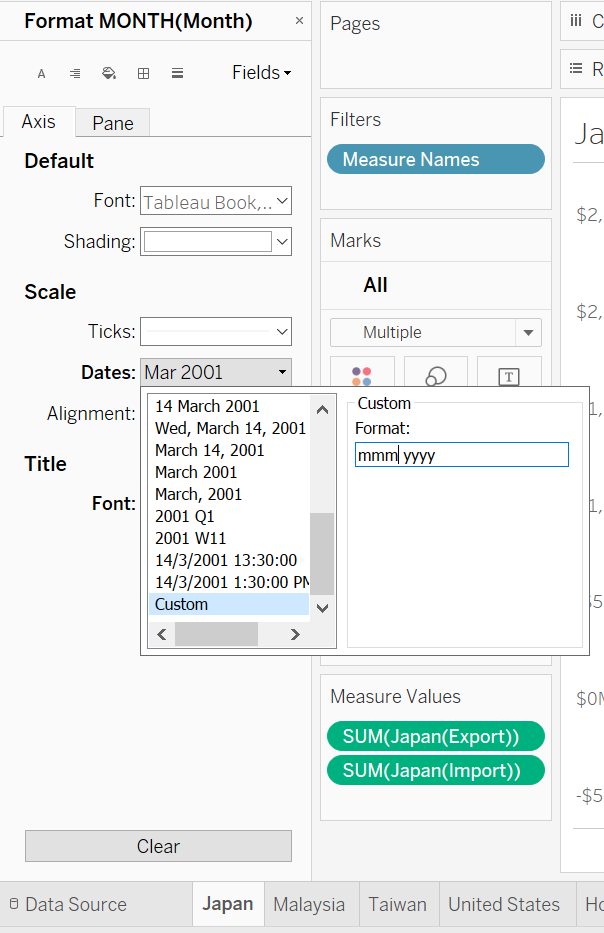 Format MONTH(Month)
×
A
Fields
Axis
Pane
Default
Font: Tableau Book,..
Shading:
Scale
Ticks:
Dates: Mar 2001
Alignment:
Title
Font:
14 March 2001
Wed, March 14, 2001
March 14, 2001
March 2001
March, 2001
2001 Q1
2001 W11
14/3/2001 13:30:00
14/3/2001 1:30:00 PM
Custom
Custom
Format:
mmm yyyy
Clear
Pages
Filters
Measure Names
Marks
All
Multiple
T
Measure Values
SUM(Japan(Export))
SUM(Japan(Import))
iii C
R
Ja
$2,
$2,
1,
1,
$5
$0M
-$5
Data Source
Japan
Malaysia
Taiwan
United States
Ho